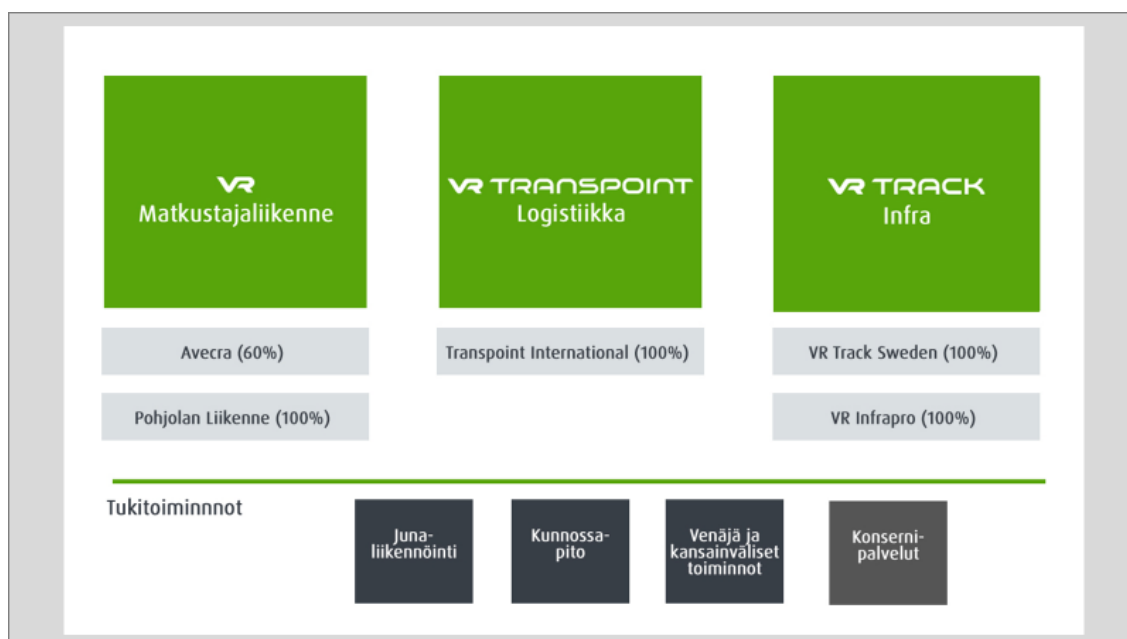 VR
Matkustajaliikenne
VR TRANSPOINT
Logistiikka
VR TRACK
Infra
Avecra (60%)
Transpoint International (100%)
VR Track Sweden (100%)
Pohjolan Liikenne (100%)
VR Infrapro (100%)
Tukitoiminnnot
Juna-
liikennöinti
Kunnossa-
pito
Venäjä ja
kansainväliset
toiminnot
Konserni-
palvelut